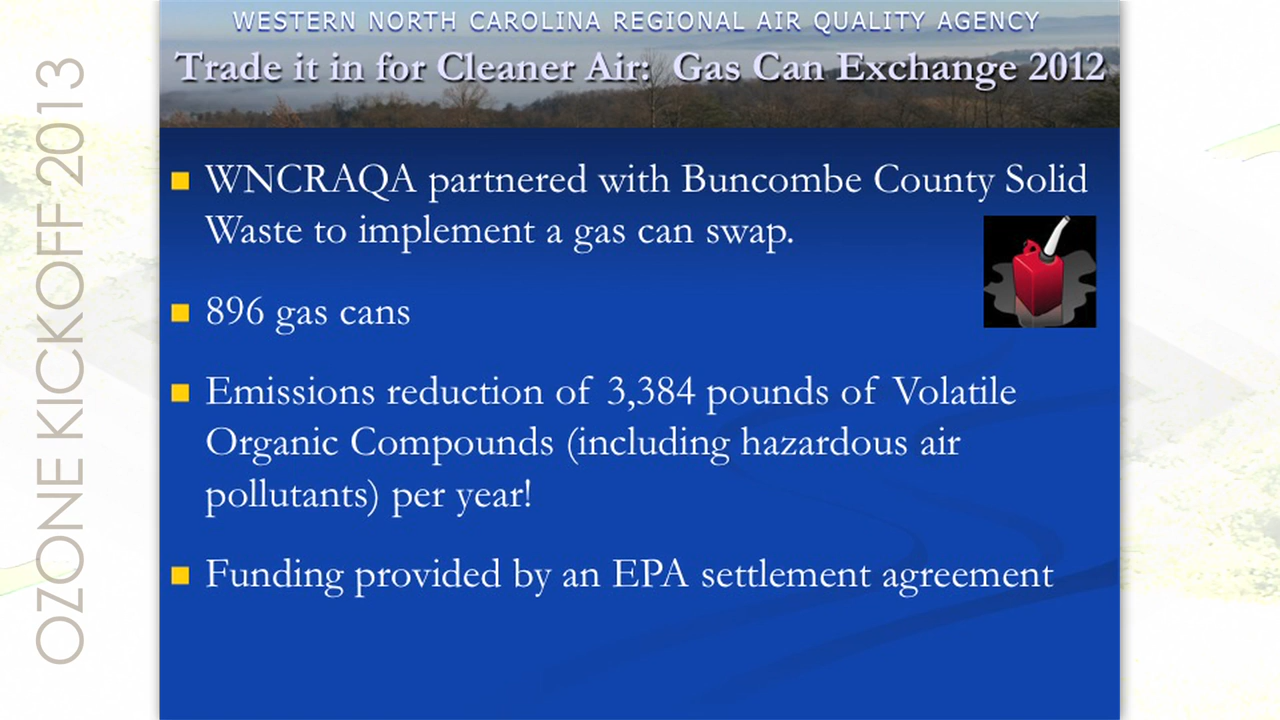 OZONE KICKOFF 2013
WESTERN NORTH CAROLINA REGIONAL AIR QUALITY AGENCY
Trade it in for Cleaner Air: Gas Can Exchange 2012
WNCRAQA partnered with Buncombe County Solid
Waste to implement a gas can swap.
896 gas cans
Emissions reduction of 3,384 pounds of Volatile
Organic Compounds (including hazardous air
pollutants) per year!
Funding provided by an EPA settlement agreement